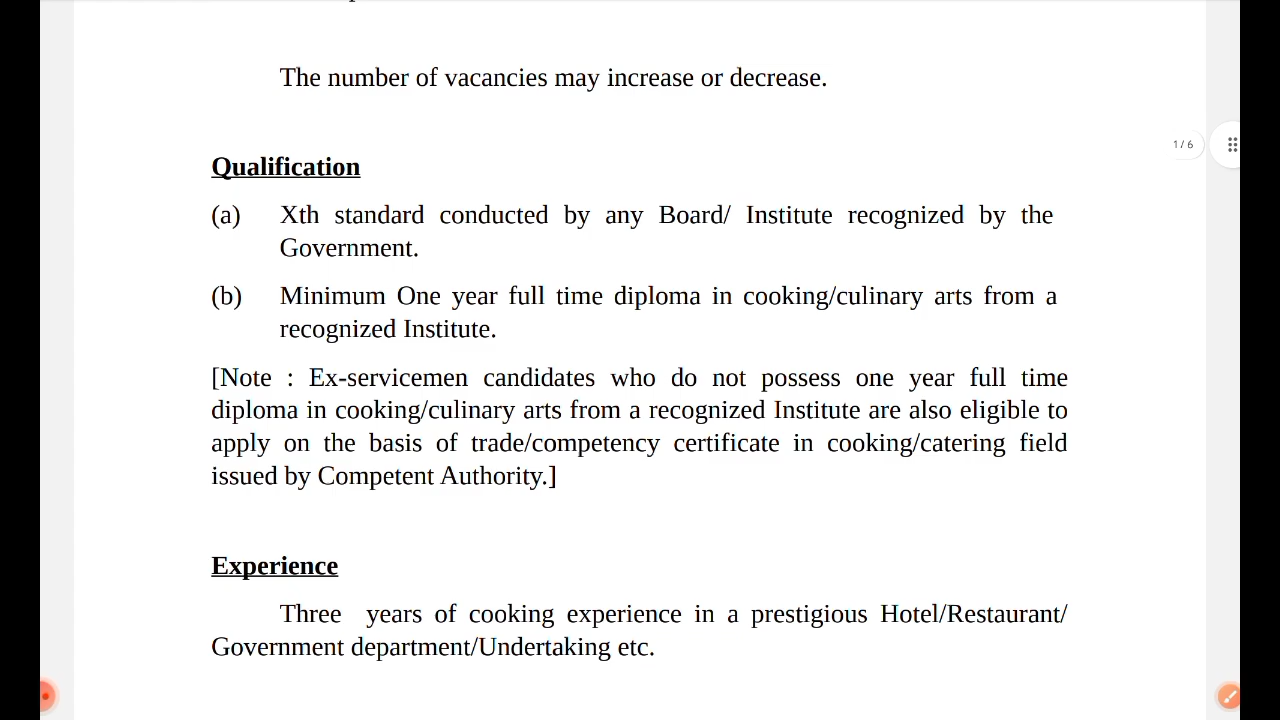 The number of vacancies may increase or decrease.
1 / 6
Qualification
(a) Xth standard conducted by any Board/ Institute recognized by the
Government.
(b) Minimum One year full time diploma in cooking/culinary arts from a
recognized Institute.
[Note : Ex-servicemen candidates who do not possess one year full time
diploma in cooking/culinary arts from a recognized Institute are also eligible to
apply on the basis of trade/competency certificate in cooking/catering field
issued by Competent Authority.]
Experience
Three years of cooking experience in a prestigious Hotel/Restaurant/
Government department/Undertaking etc.